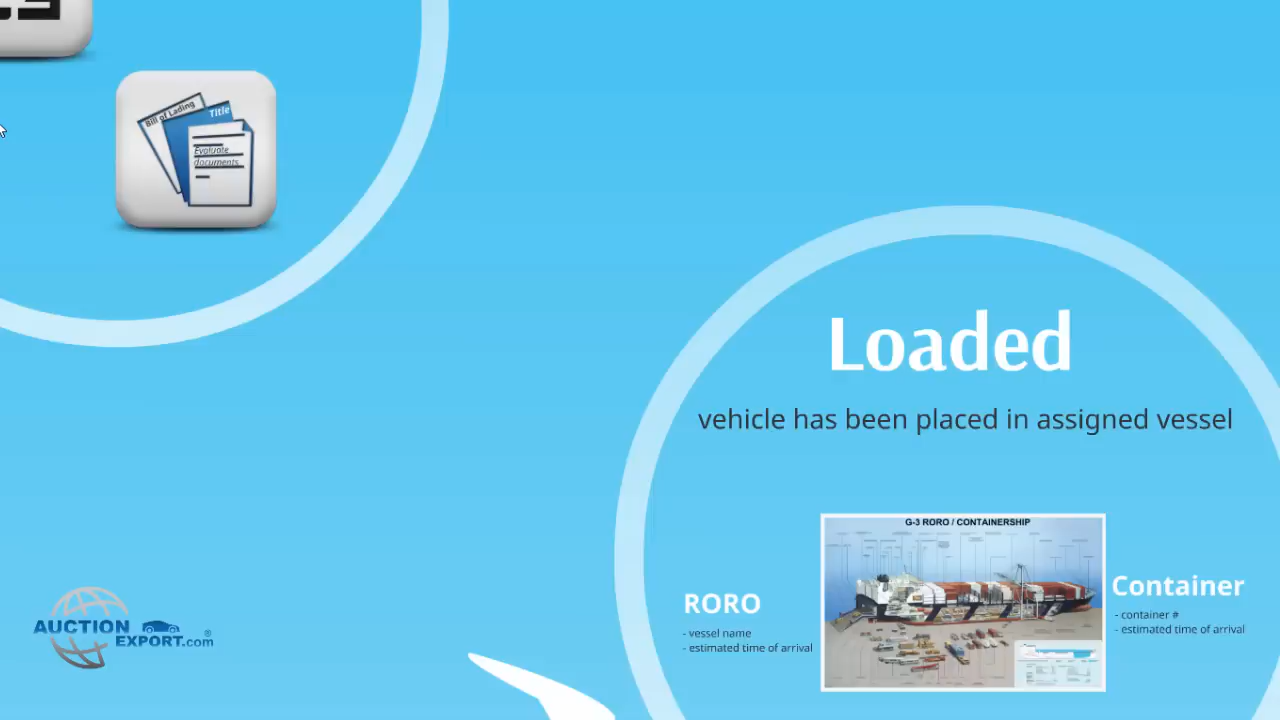 Bill of Lading
Title
Evaluate
documents
Loaded
vehicle has been placed in assigned vessel
G-3 RORO / CONTAINERSHIP
RORO
- vessel name
- estimated time of arrival
Container
- container #
- estimated time of arrival
AUCTION
EXPORT.com®